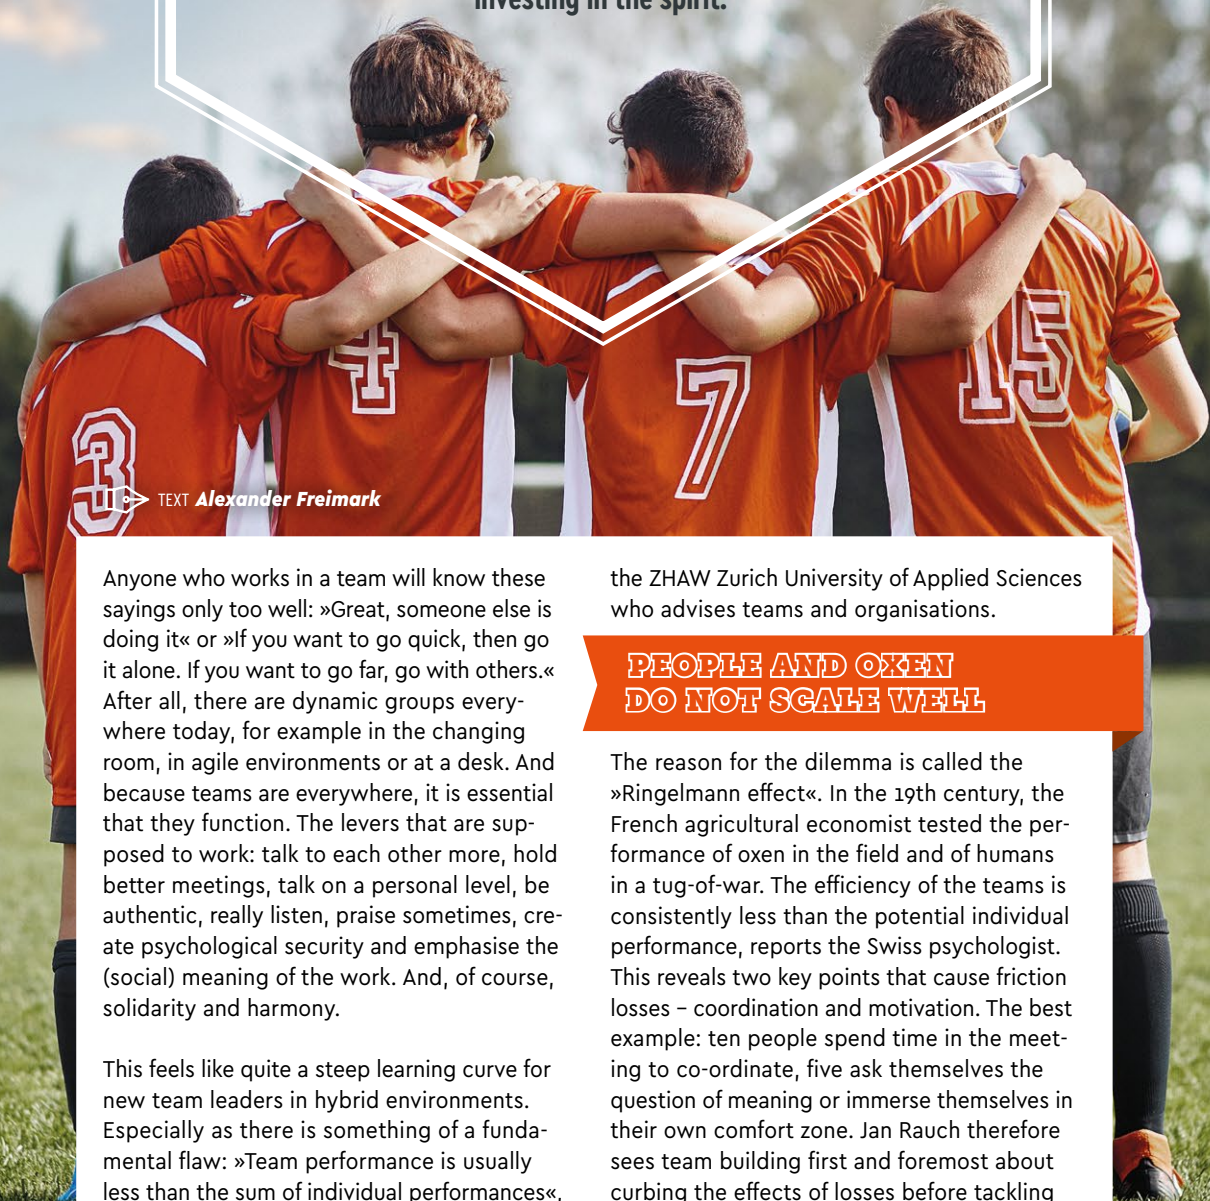 investing in the spirit.
3
4
7
15
TEXT Alexander Freimark
Anyone who works in a team will know these
sayings only too well: »Great, someone else is
doing it« or »If you want to go quick, then go
it alone. If you want to go far, go with others.«
After all, there are dynamic groups every-
where today, for example in the changing
room, in agile environments or at a desk. And
because teams are everywhere, it is essential
that they function. The levers that are sup-
posed to work: talk to each other more, hold
better meetings, talk on a personal level, be
authentic, really listen, praise sometimes, cre-
ate psychological security and emphasise the
(social) meaning of the work. And, of course,
solidarity and harmony.
This feels like quite a steep learning curve for
new team leaders in hybrid environments.
Especially as there is something of a funda-
mental flaw: »Team performance is usually
less than the sum of individual performances«,
the ZHAW Zurich University of Applied Sciences
who advises teams and organisations.
PEOPLE AND OXEN
DO NOT SCALE WELL
The reason for the dilemma is called the
»Ringelmann effect«. In the 19th century, the
French agricultural economist tested the per-
formance of oxen in the field and of humans
in a tug-of-war. The efficiency of the teams is
consistently less than the potential individual
performance, reports the Swiss psychologist.
This reveals two key points that cause friction
losses – coordination and motivation. The best
example: ten people spend time in the meet-
ing to co-ordinate, five ask themselves the
question of meaning or immerse themselves in
their own comfort zone. Jan Rauch therefore
sees team building first and foremost about
curbing the effects of losses before tackling